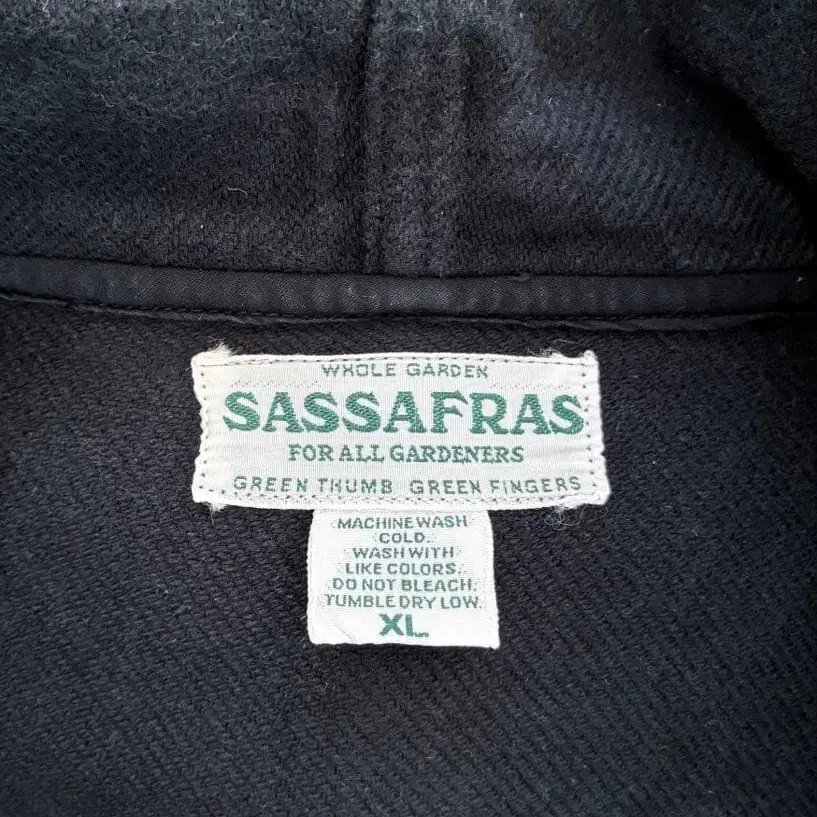 WHOLE GARDEN
SASSAFRAS
FOR ALL GARDENERS
GREEN THUMB GREEN FINGERS
MACHINE WASH
COLD.
WASH WITH
LIKE COLORS.
DO NOT BLEACH.
TUMBLE DRY LOW.
XL